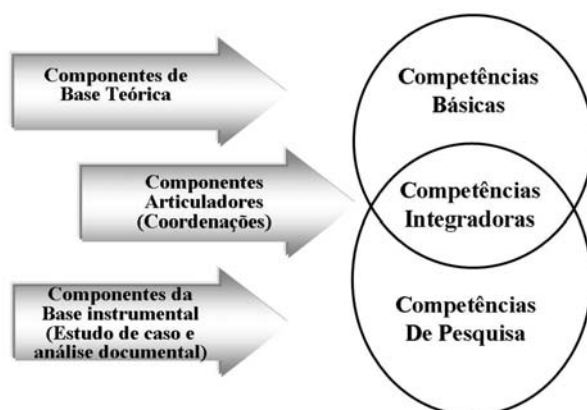 Componentes de
Base Teórica
Competências
Básicas
Componentes
Articuladores
(Coordenações)
Competências
Integradoras
Componentes da
Base instrumental
(Estudo de caso e
análise documental)
Competências
De Pesquisa